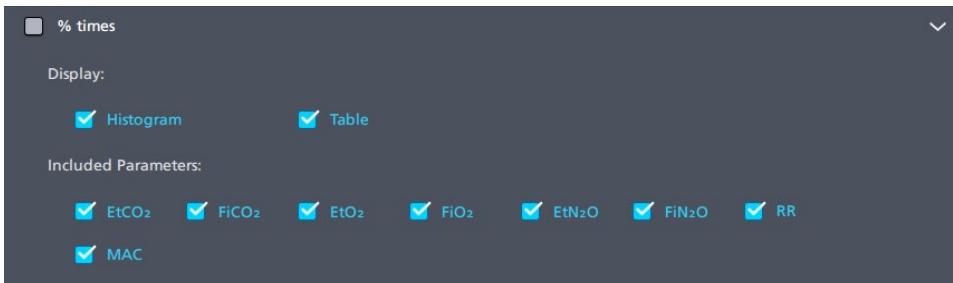 % times
Display:
Histogram Table
Included Parameters:
EtCO₂ FiCO₂ EtO₂ FiO₂ EtN₂O FiN₂O RR
MAC